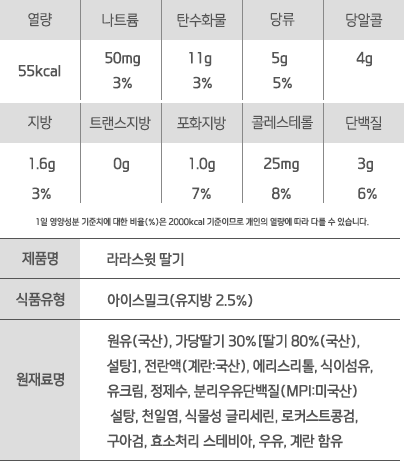 열량 나트륨 탄수화물 당류 당알콜
55kcal 50mg 11g 5g 4g
3% 3% 5%
지방 트랜스지방 포화지방 콜레스테롤 단백질
1.6g 0g 1.0g 25mg 3g
3% 7% 8% 6%
1일 영양성분 기준치에 대한 비율(%)은 2000kcal 기준이므로 개인의 열량에 따라 다를 수 있습니다.
제품명 라라스윗 딸기
식품유형 아이스밀크(유지방 2.5%)
원재료명
원유(국산), 가당딸기 30%[딸기 80%(국산),
설탕], 전란액(계란:국산), 에리스리톨, 식이섬유,
유크림, 정제수, 분리우유단백질(MPI:미국산)
설탕, 천일염, 식물성 글리세린, 로커스트콩검,
구아검, 효소처리 스테비아, 우유, 계란 함유